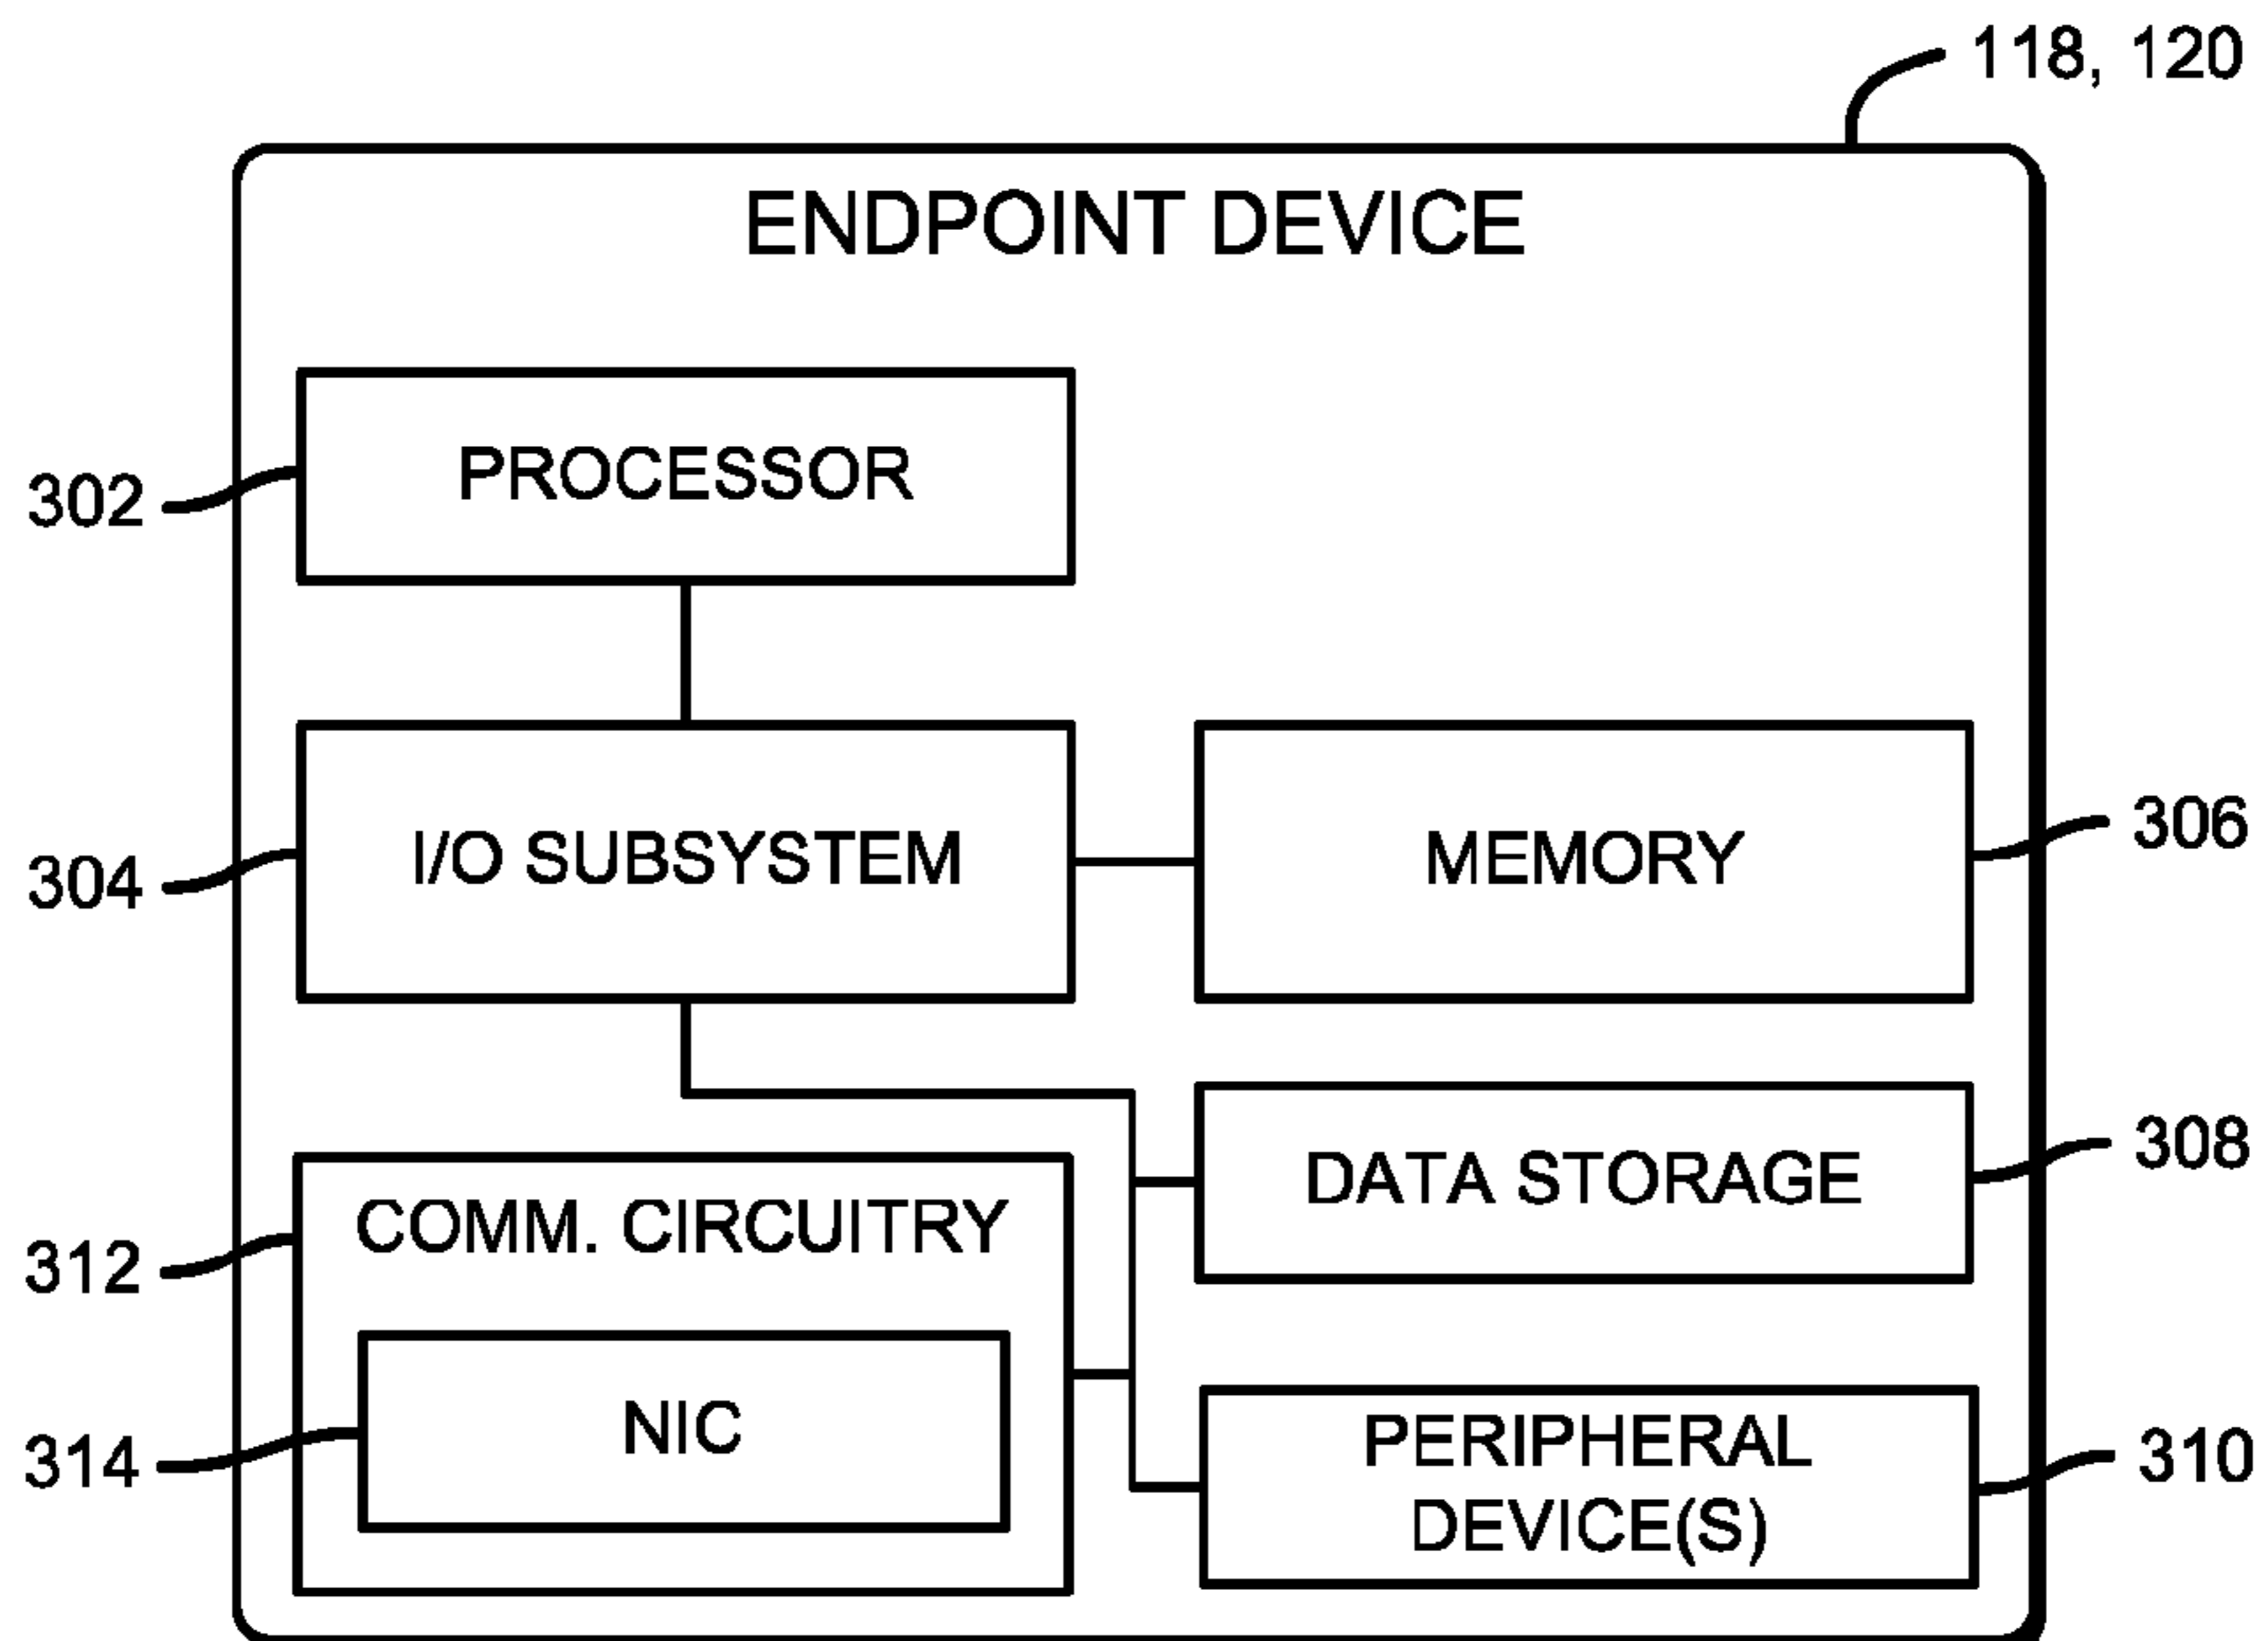 118, 120
ENDPOINT DEVICE
302
PROCESSOR
304
I/O SUBSYSTEM
MEMORY
306
DATA STORAGE
308
312
COMM. CIRCUITRY
314
NIC
PERIPHERAL
DEVICE(S)
310